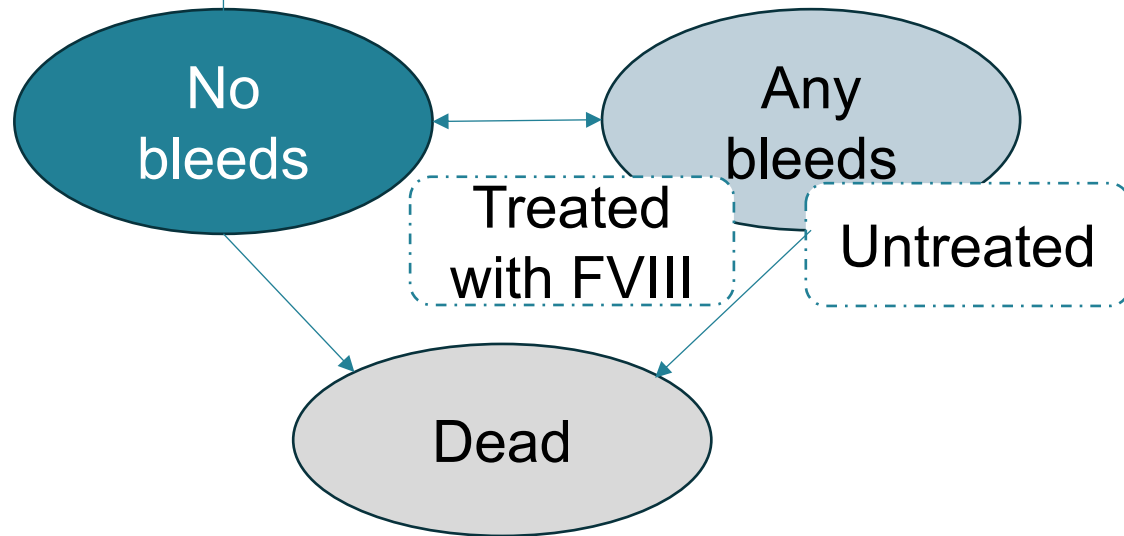 No
bleeds
Any
bleeds
Treated
with FVIII
Untreated
Dead